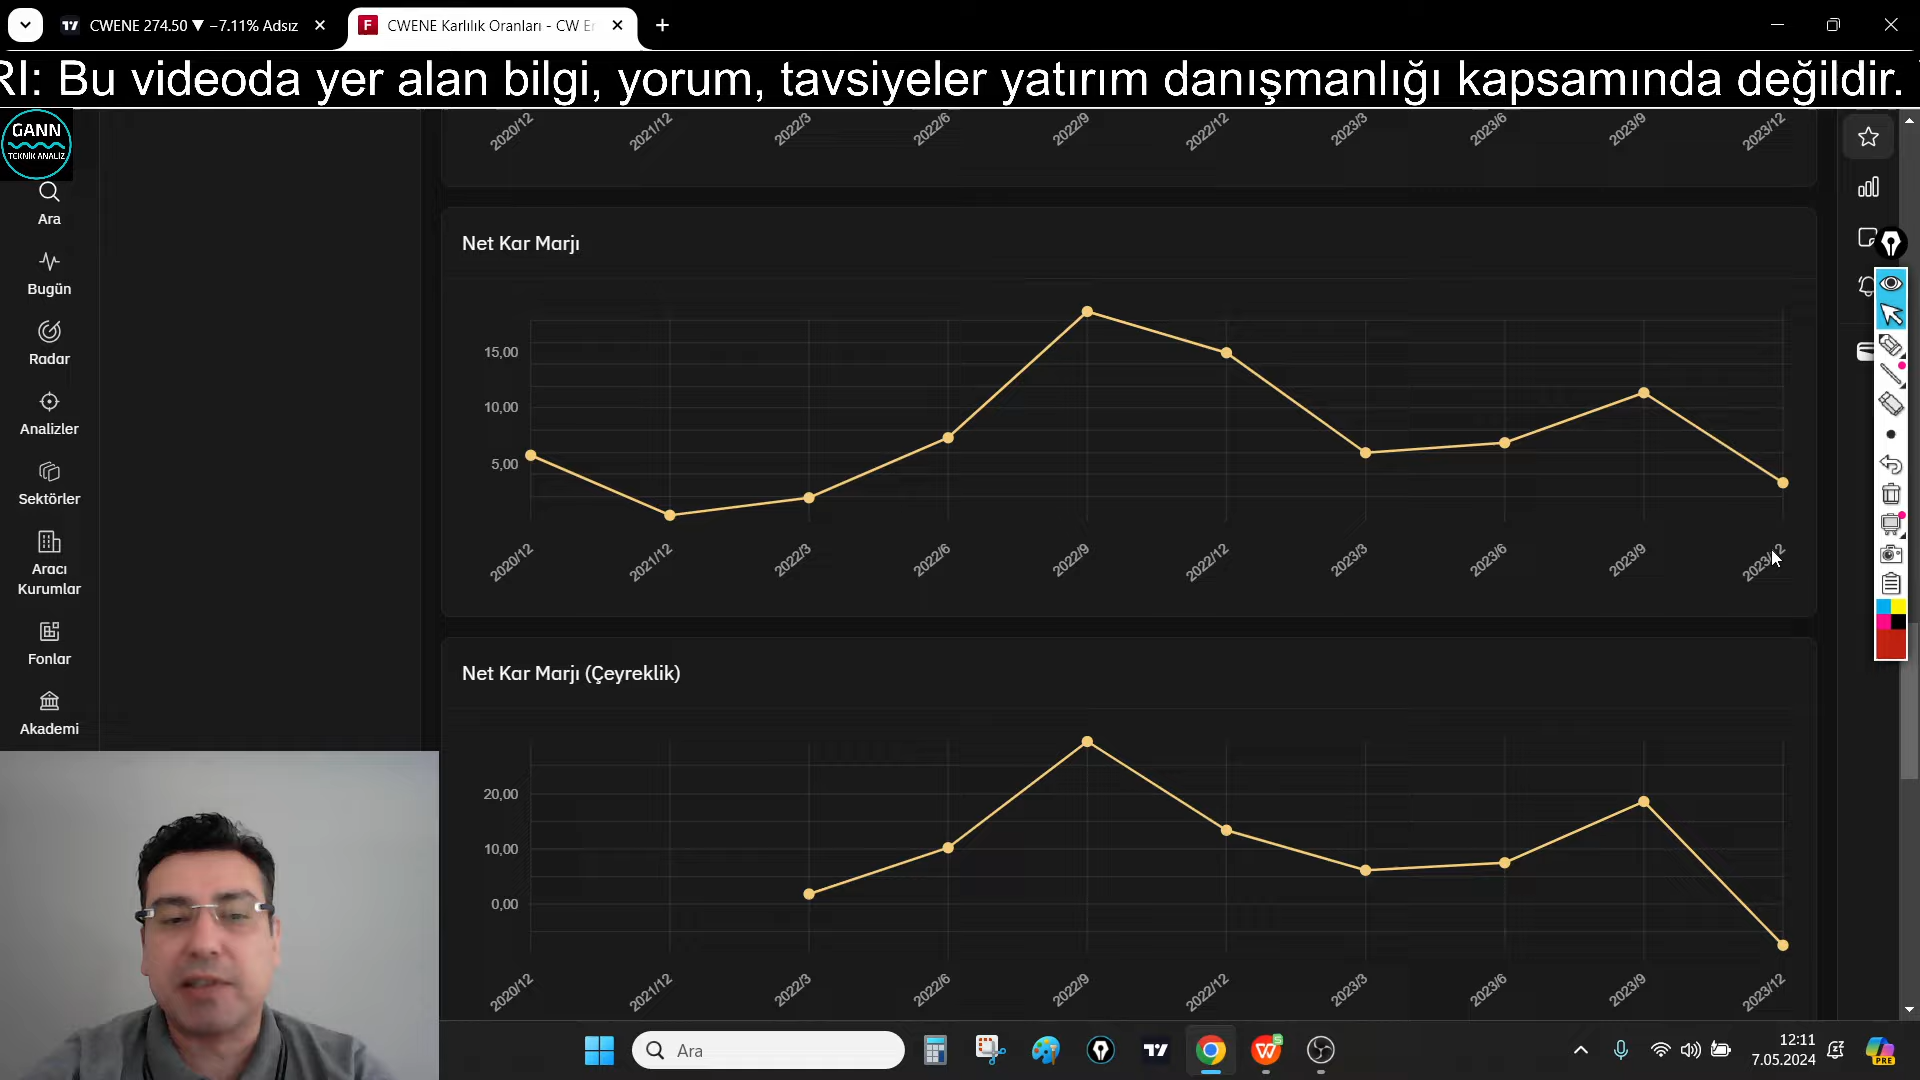 CWENE 274.50 ▼ −7.11% Adsız
F
CWENE Karlılık Oranları - CW Er
RI: Bu videoda yer alan bilgi, yorum, tavsiyeler yatırım danışmanlığı kapsamında değildir.
GANN
TEKNİK ANALİZ
Ara
Bugün
Radar
Analizler
Sektörler
Aracı
Kurumlar
Fonlar
Akademi
2020/12 2021/12 2022/3 2022/6 2022/9 2022/12 2023/3 2023/6 2023/9 2023/12
Net Kar Marjı
15,00
10,00
5,00
2020/12 2021/12 2022/3 2022/6 2022/9 2022/12 2023/3 2023/6 2023/9 2023/12
Net Kar Marjı (Çeyreklik)
20,00
10,00
0,00
2020/12 2021/12 2022/3 2022/6 2022/9 2022/12 2023/3 2023/6 2023/9 2023/12
Ara
12:11
7.05.2024
PRE